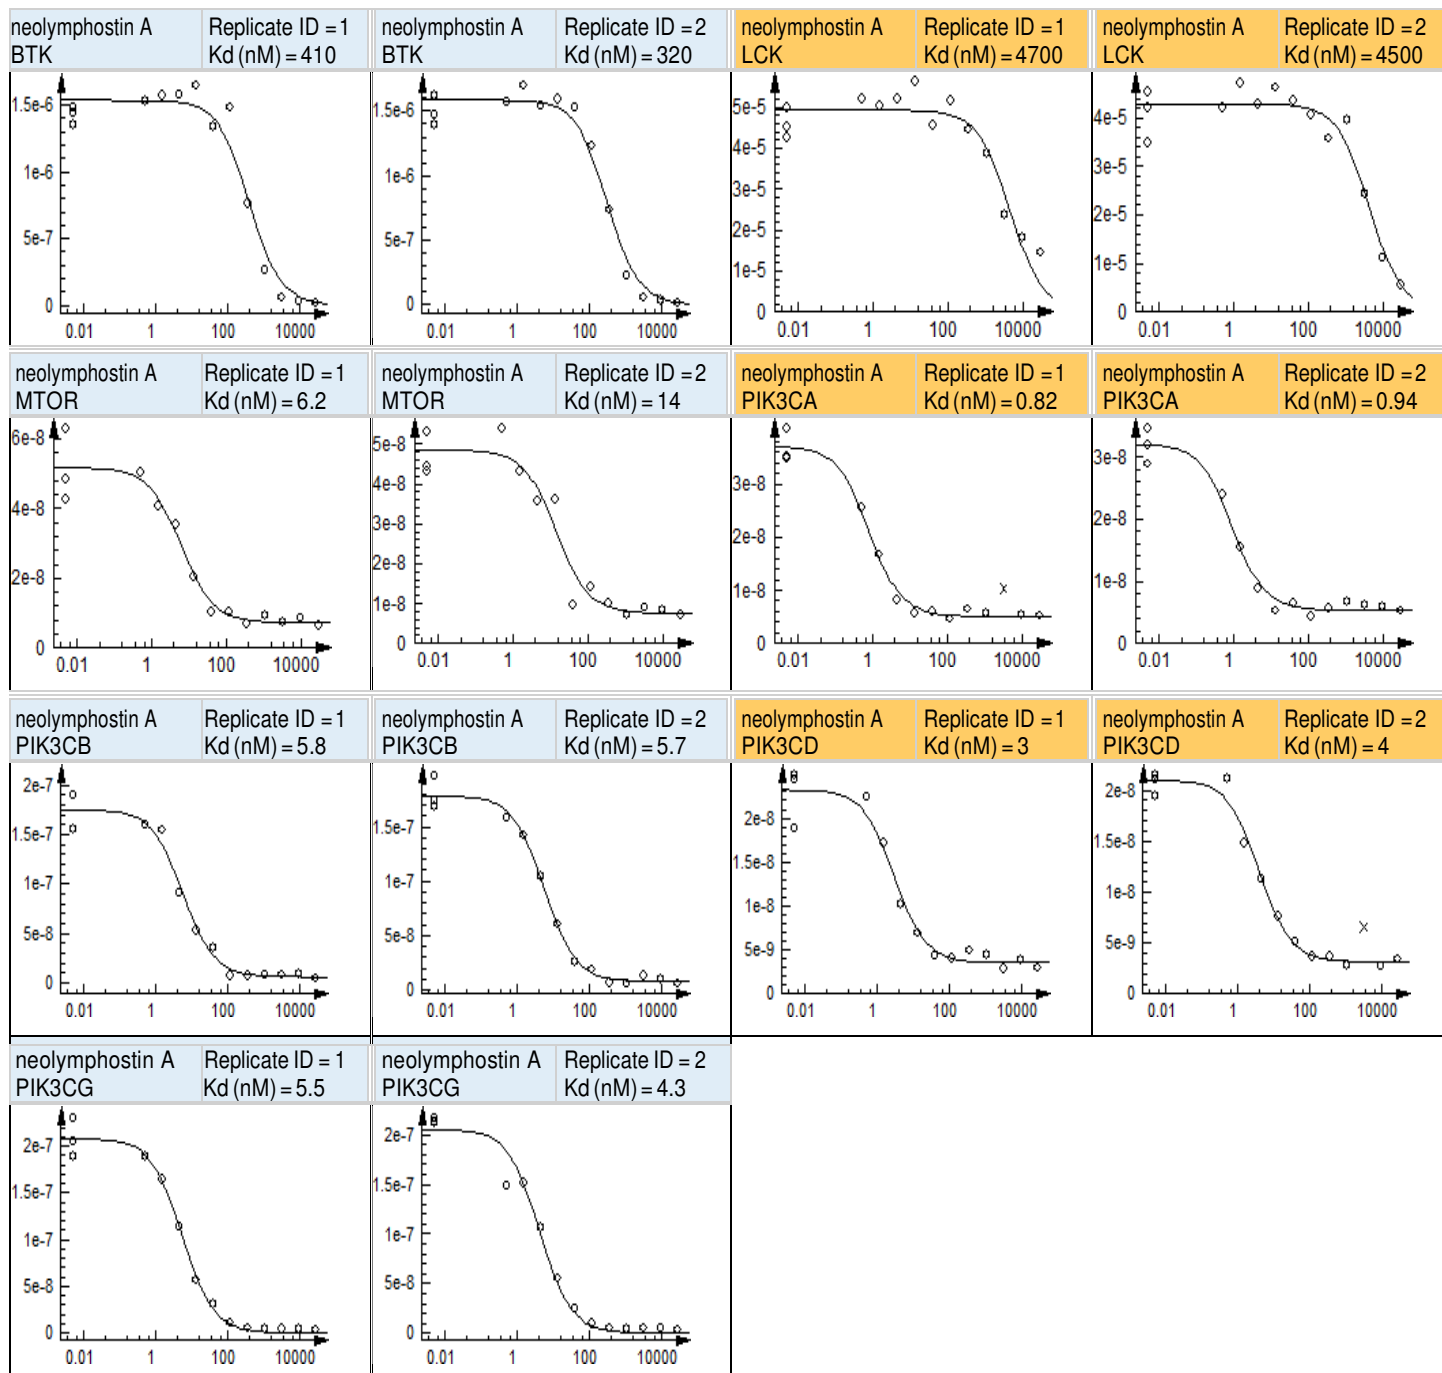 neolymphostin A Replicate ID = 1 neolymphostin A Replicate ID = 2 neolymphostin A Replicate ID = 1 neolymphostin A Replicate ID = 2
BTK Kd (nM) = 410 BTK Kd (nM) = 320 LCK Kd (nM) = 4700 LCK Kd (nM) = 4500
1.5e-6
1e-6
5e-7
0
0.01 1 100 10000
1.5e-6
1e-6
5e-7
0
0.01 1 100 10000
5e-5
4e-5
3e-5
2e-5
1e-5
0
0.01 1 100 10000
4e-5
3e-5
2e-5
1e-5
0
0.01 1 100 10000
neolymphostin A Replicate ID = 1 neolymphostin A Replicate ID = 2 neolymphostin A Replicate ID = 1 neolymphostin A Replicate ID = 2
MTOR Kd (nM) = 6.2 MTOR Kd (nM) = 14 PIK3CA Kd (nM) = 0.82 PIK3CA Kd (nM) = 0.94
6e-8
4e-8
2e-8
0
0.01 1 100 10000
5e-8
4e-8
3e-8
2e-8
1e-8
0
0.01 1 100 10000
3e-8
2e-8
1e-8
0
0.01 1 100 10000
3e-8
2e-8
1e-8
0
0.01 1 100 10000
neolymphostin A Replicate ID = 1 neolymphostin A Replicate ID = 2 neolymphostin A Replicate ID = 1 neolymphostin A Replicate ID = 2
PIK3CB Kd (nM) = 5.8 PIK3CB Kd (nM) = 5.7 PIK3CD Kd (nM) = 3 PIK3CD Kd (nM) = 4
2e-7
1.5e-7
1e-7
5e-8
0
0.01 1 100 10000
1.5e-7
1e-7
5e-8
0
0.01 1 100 10000
2e-8
1.5e-8
1e-8
5e-9
0
0.01 1 100 10000
2e-8
1.5e-8
1e-8
5e-9
0
0.01 1 100 10000
neolymphostin A Replicate ID = 1 neolymphostin A Replicate ID = 2
PIK3CG Kd (nM) = 5.5 PIK3CG Kd (nM) = 4.3
2e-7
1.5e-7
1e-7
5e-8
0
0.01 1 100 10000
2e-7
1.5e-7
1e-7
5e-8
0
0.01 1 100 10000